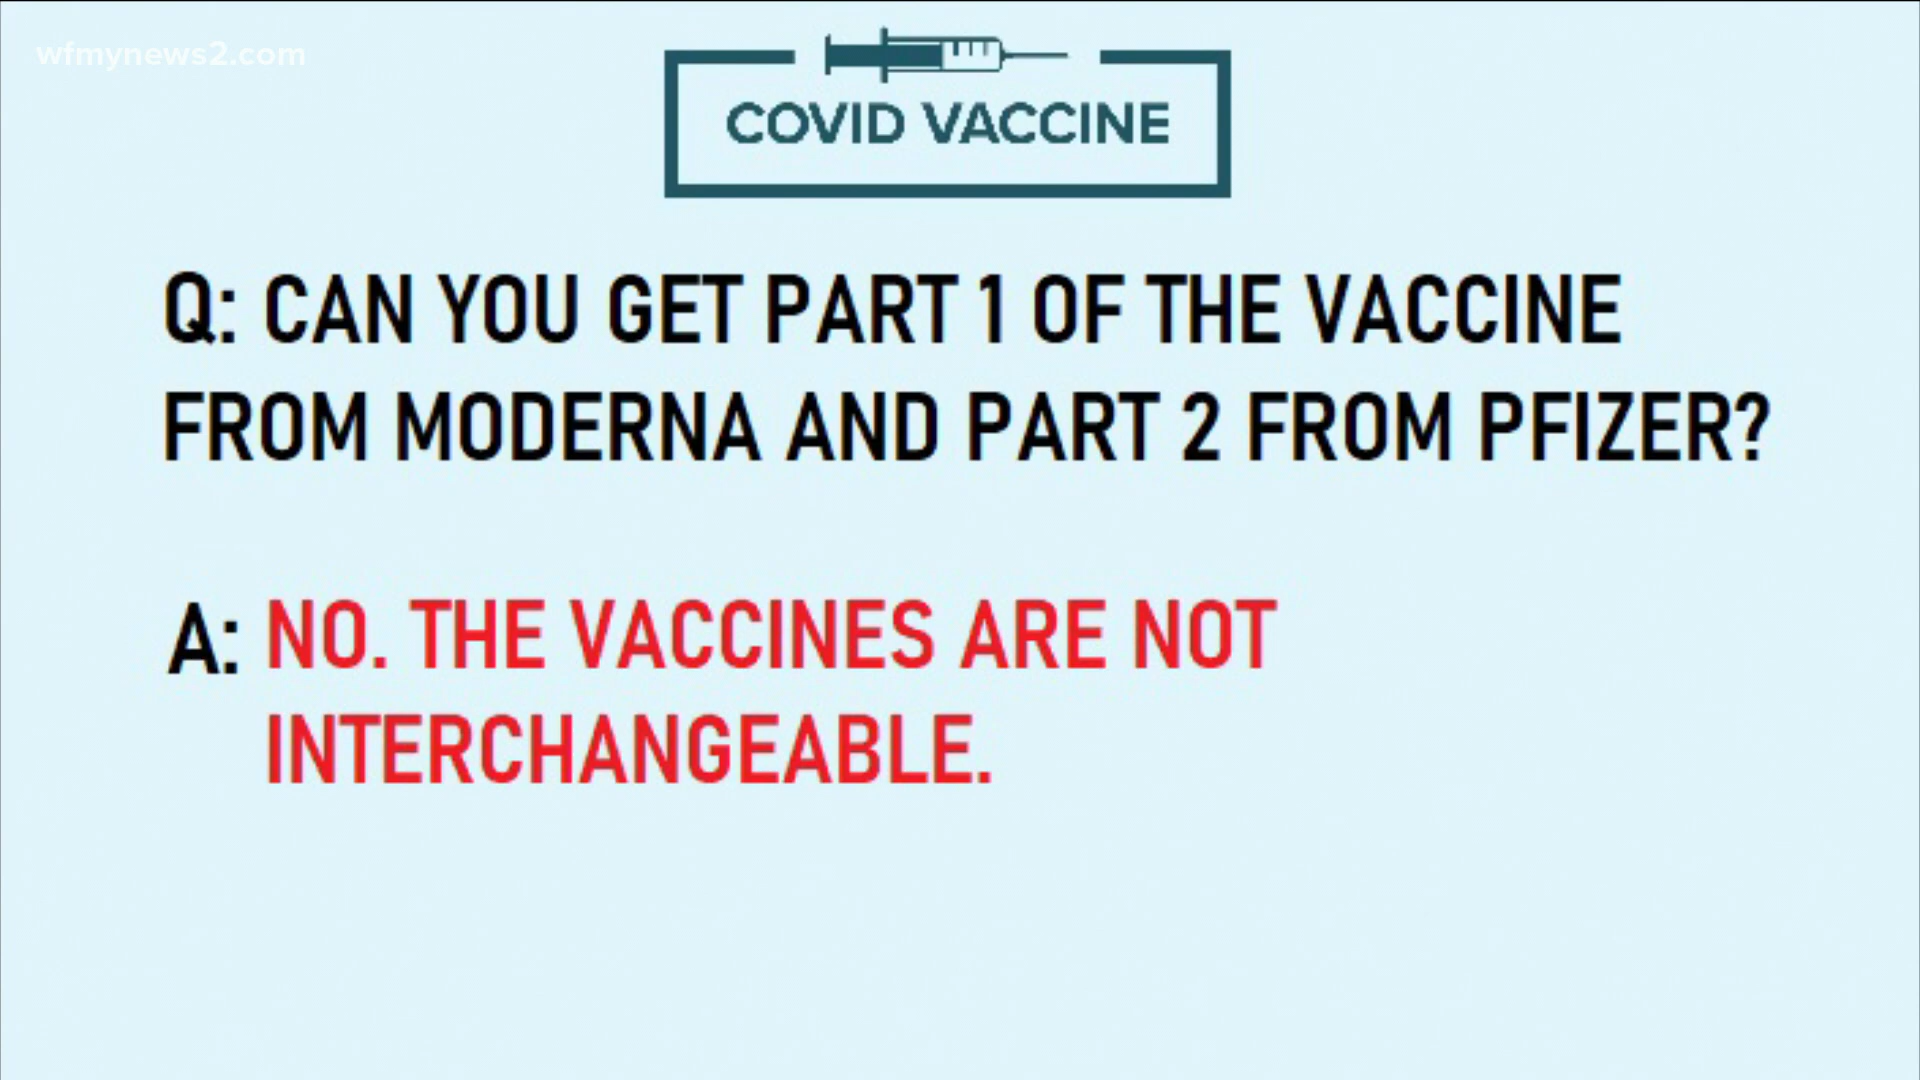 wfmynews2.com
COVID VACCINE
Q: CAN YOU GET PART 1 OF THE VACCINE
FROM MODERNA AND PART 2 FROM PFIZER?
A: NO. THE VACCINES ARE NOT
INTERCHANGEABLE.